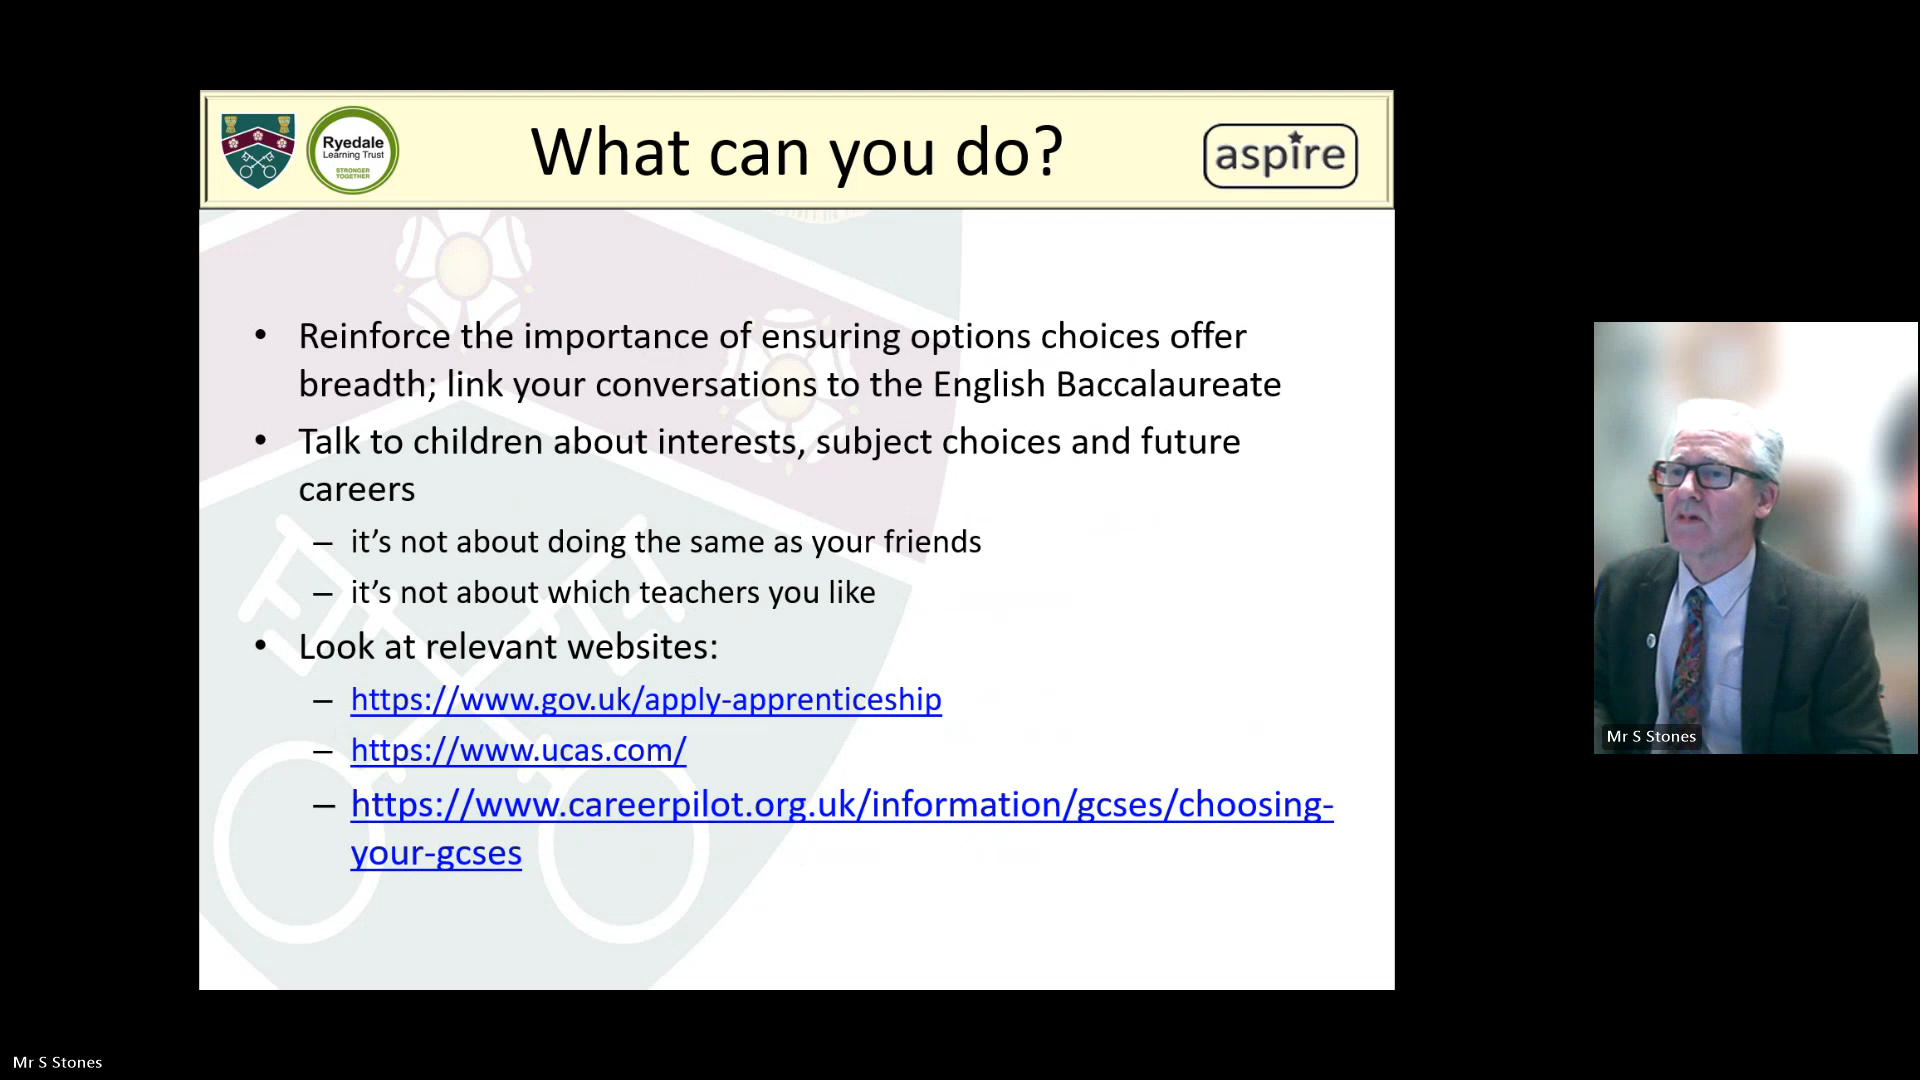 Ryedale
Learning Trust
STRONGER
TOGETHER
What can you do?
aspire
• Reinforce the importance of ensuring options choices offer
breadth; link your conversations to the English Baccalaureate
• Talk to children about interests, subject choices and future
careers
– it’s not about doing the same as your friends
– it’s not about which teachers you like
• Look at relevant websites:
– https://www.gov.uk/apply-apprenticeship
– https://www.ucas.com/
– https://www.careerpilot.org.uk/information/gcses/choosing-
your-gcses
Mr S Stones
Mr S Stones